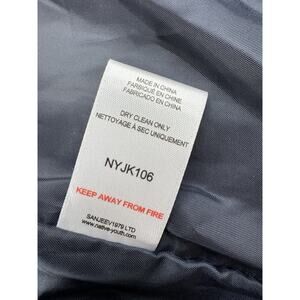 MADE IN CHINA
FARBIQUÉ EN CHINE
FABRICADO EN CHINA
DRY CLEAN ONLY
NETTOYAGE À SEC UNIQUEMENT
NYJK106
KEEP AWAY FROM FIRE
SANJEEV1979 LTD
www.native-youth.com